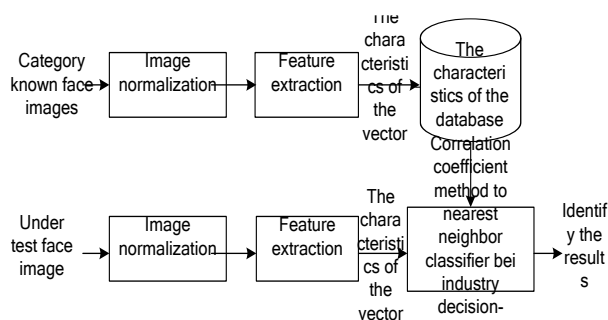 Category
known face
images
Image
normalization
Feature
extraction
The
chara
cteristi
cs of
the
vector
The
characteri
stics of the
database
Correlation
coefficient
method to
nearest
neighbor
classifier bei
industry
decision-
Under
test face
image
Image
normalization
Feature
extraction
The
chara
cteristi
cs of
the
vector
Identif
y the
result
s